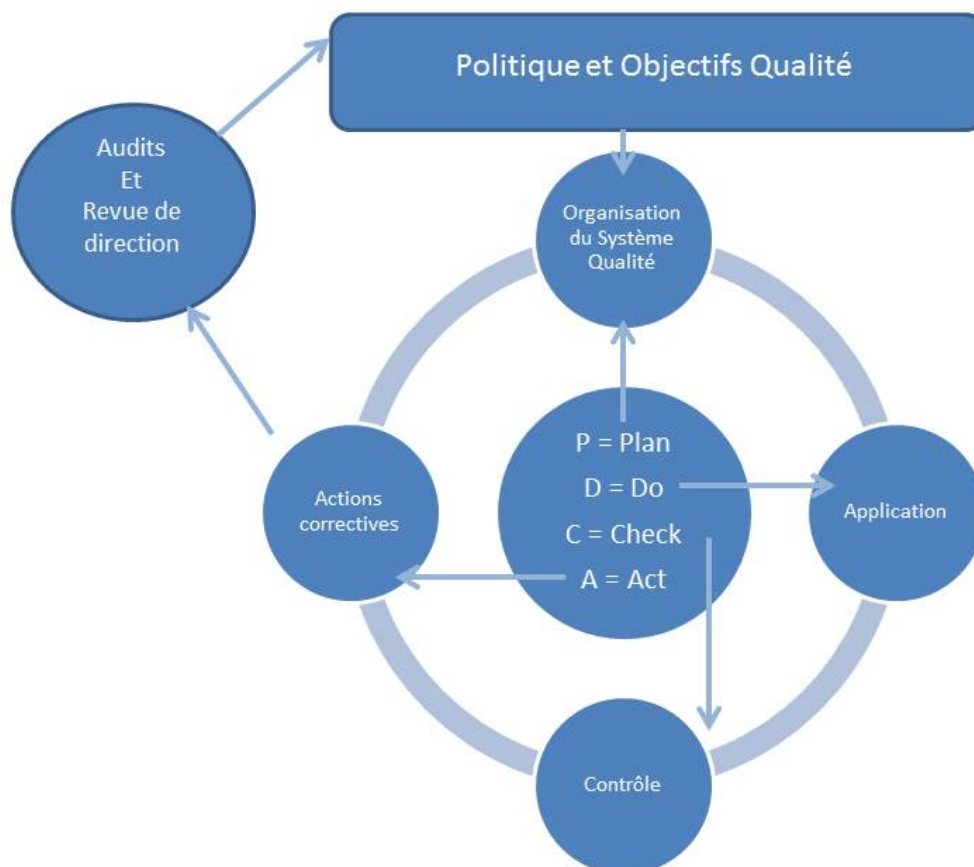 Politique et Objectifs Qualité
Audits
Et
Revue de
direction
Organisation
du Système
Qualité
P = Plan
D = Do
C = Check
A = Act
Actions
correctives
Application
Contrôle